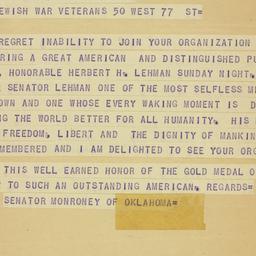 EWISH WAR VETERANS 50 WEST 77 ST=
REGRET INABILITY TO JOIN YOUR ORGANIZATION
RING A GREAT AMERICAN AND DISTINGUISHED PU
, HONORABLE HERBERT H. LEHMAN SUNDAY NIGHT.
SENATOR LEHMAN ONE OF THE MOST SELFLESS ME
OWN AND ONE WHOSE EVERY WAKING MOMENT IS D
NG THE WORLD BETTER FOR ALL HUMANITY. HIS
FREEDOM, LIBERT AND THE DIGNITY OF MANKIN
MEMBERED AND I AM DELIGHTED TO SEE YOUR ORG
THIS WELL EARNED HONOR OF THE GOLD MEDAL O
TO SUCH AN OUTSTANDING AMERICAN. REGARDS=
SENATOR MONRONEY OF OKLAHOMA=